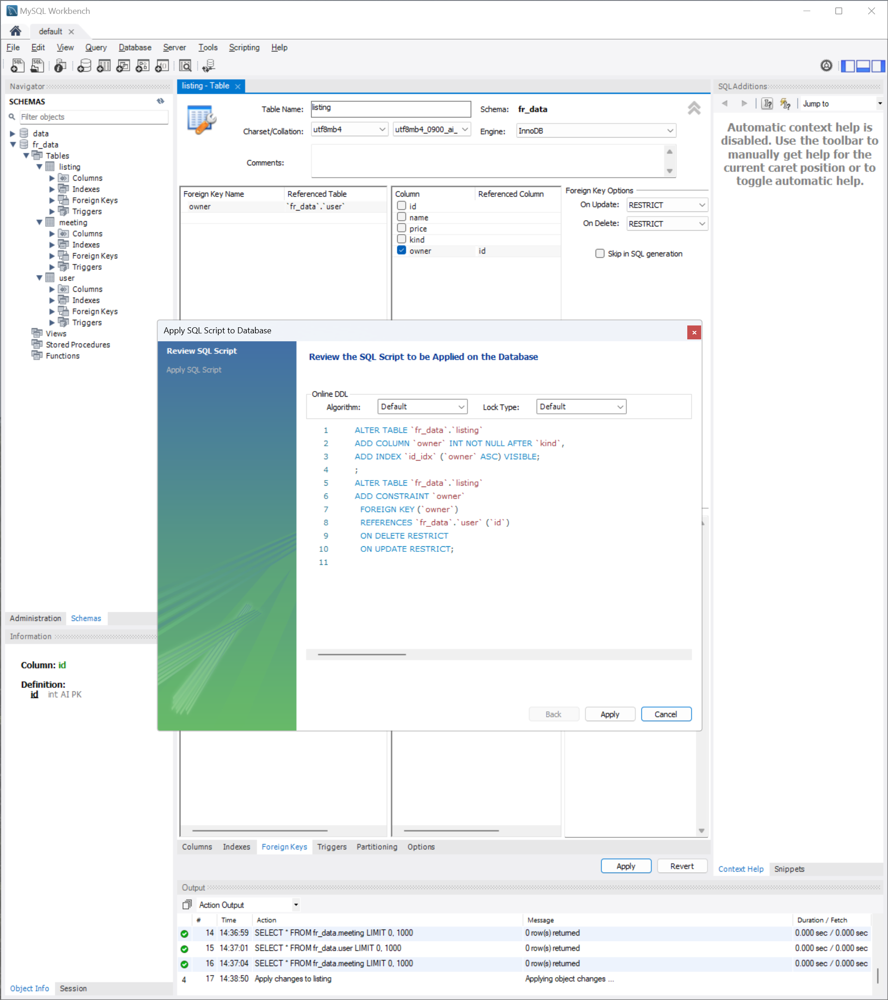 MySQL Workbench
default
File Edit View Query Database Server Tools Scripting Help
Navigator
SCHEMAS
Filter objects
data
fr_data
Tables
listing
Columns
Indexes
Foreign Keys
Triggers
meeting
Columns
Indexes
Foreign Keys
Triggers
user
Columns
Indexes
Foreign Keys
Triggers
Views
Stored Procedures
Functions
Administration Schemas
Information
Column: id
Definition:
id int AI PK
Object Info Session
listing - Table
Table Name: listing Schema: fr_data
Charset/Collation: utf8mb4 utf8mb4_0900_ai_ Engine: InnoDB
Comments:
Foreign Key Name Referenced Table
owner `fr_data`.`user`
Column Referenced Column
id
name
price
kind
owner id
Foreign Key Options
On Update: RESTRICT
On Delete: RESTRICT
Skip in SQL generation
Apply SQL Script to Database
Review SQL Script
Apply SQL Script
Review the SQL Script to be Applied on the Database
Online DDL
Algorithm: Default Lock Type: Default
1 ALTER TABLE `fr_data`.`listing`
2 ADD COLUMN `owner` INT NOT NULL AFTER `kind`,
3 ADD INDEX `id_idx` (`owner` ASC) VISIBLE;
4 ;
5 ALTER TABLE `fr_data`.`listing`
6 ADD CONSTRAINT `owner`
7 FOREIGN KEY (`owner`)
8 REFERENCES `fr_data`.`user` (`id`)
9 ON DELETE RESTRICT
10 ON UPDATE RESTRICT;
11
Back Apply Cancel
Columns Indexes Foreign Keys Triggers Partitioning Options
Apply Revert
SQLAdditions
Jump to
Automatic context help is
disabled. Use the toolbar to
manually get help for the
current caret position or to
toggle automatic help.
Context Help Snippets
Output
Action Output
# Time Action Message Duration / Fetch
14 14:36:59 SELECT * FROM fr_data.meeting LIMIT 0, 1000 0 row(s) returned 0.000 sec / 0.000 sec
15 14:37:01 SELECT * FROM fr_data.user LIMIT 0, 1000 0 row(s) returned 0.000 sec / 0.000 sec
16 14:37:04 SELECT * FROM fr_data.meeting LIMIT 0, 1000 0 row(s) returned 0.000 sec / 0.000 sec
4 17 14:38:50 Apply changes to listing Applying object changes ...